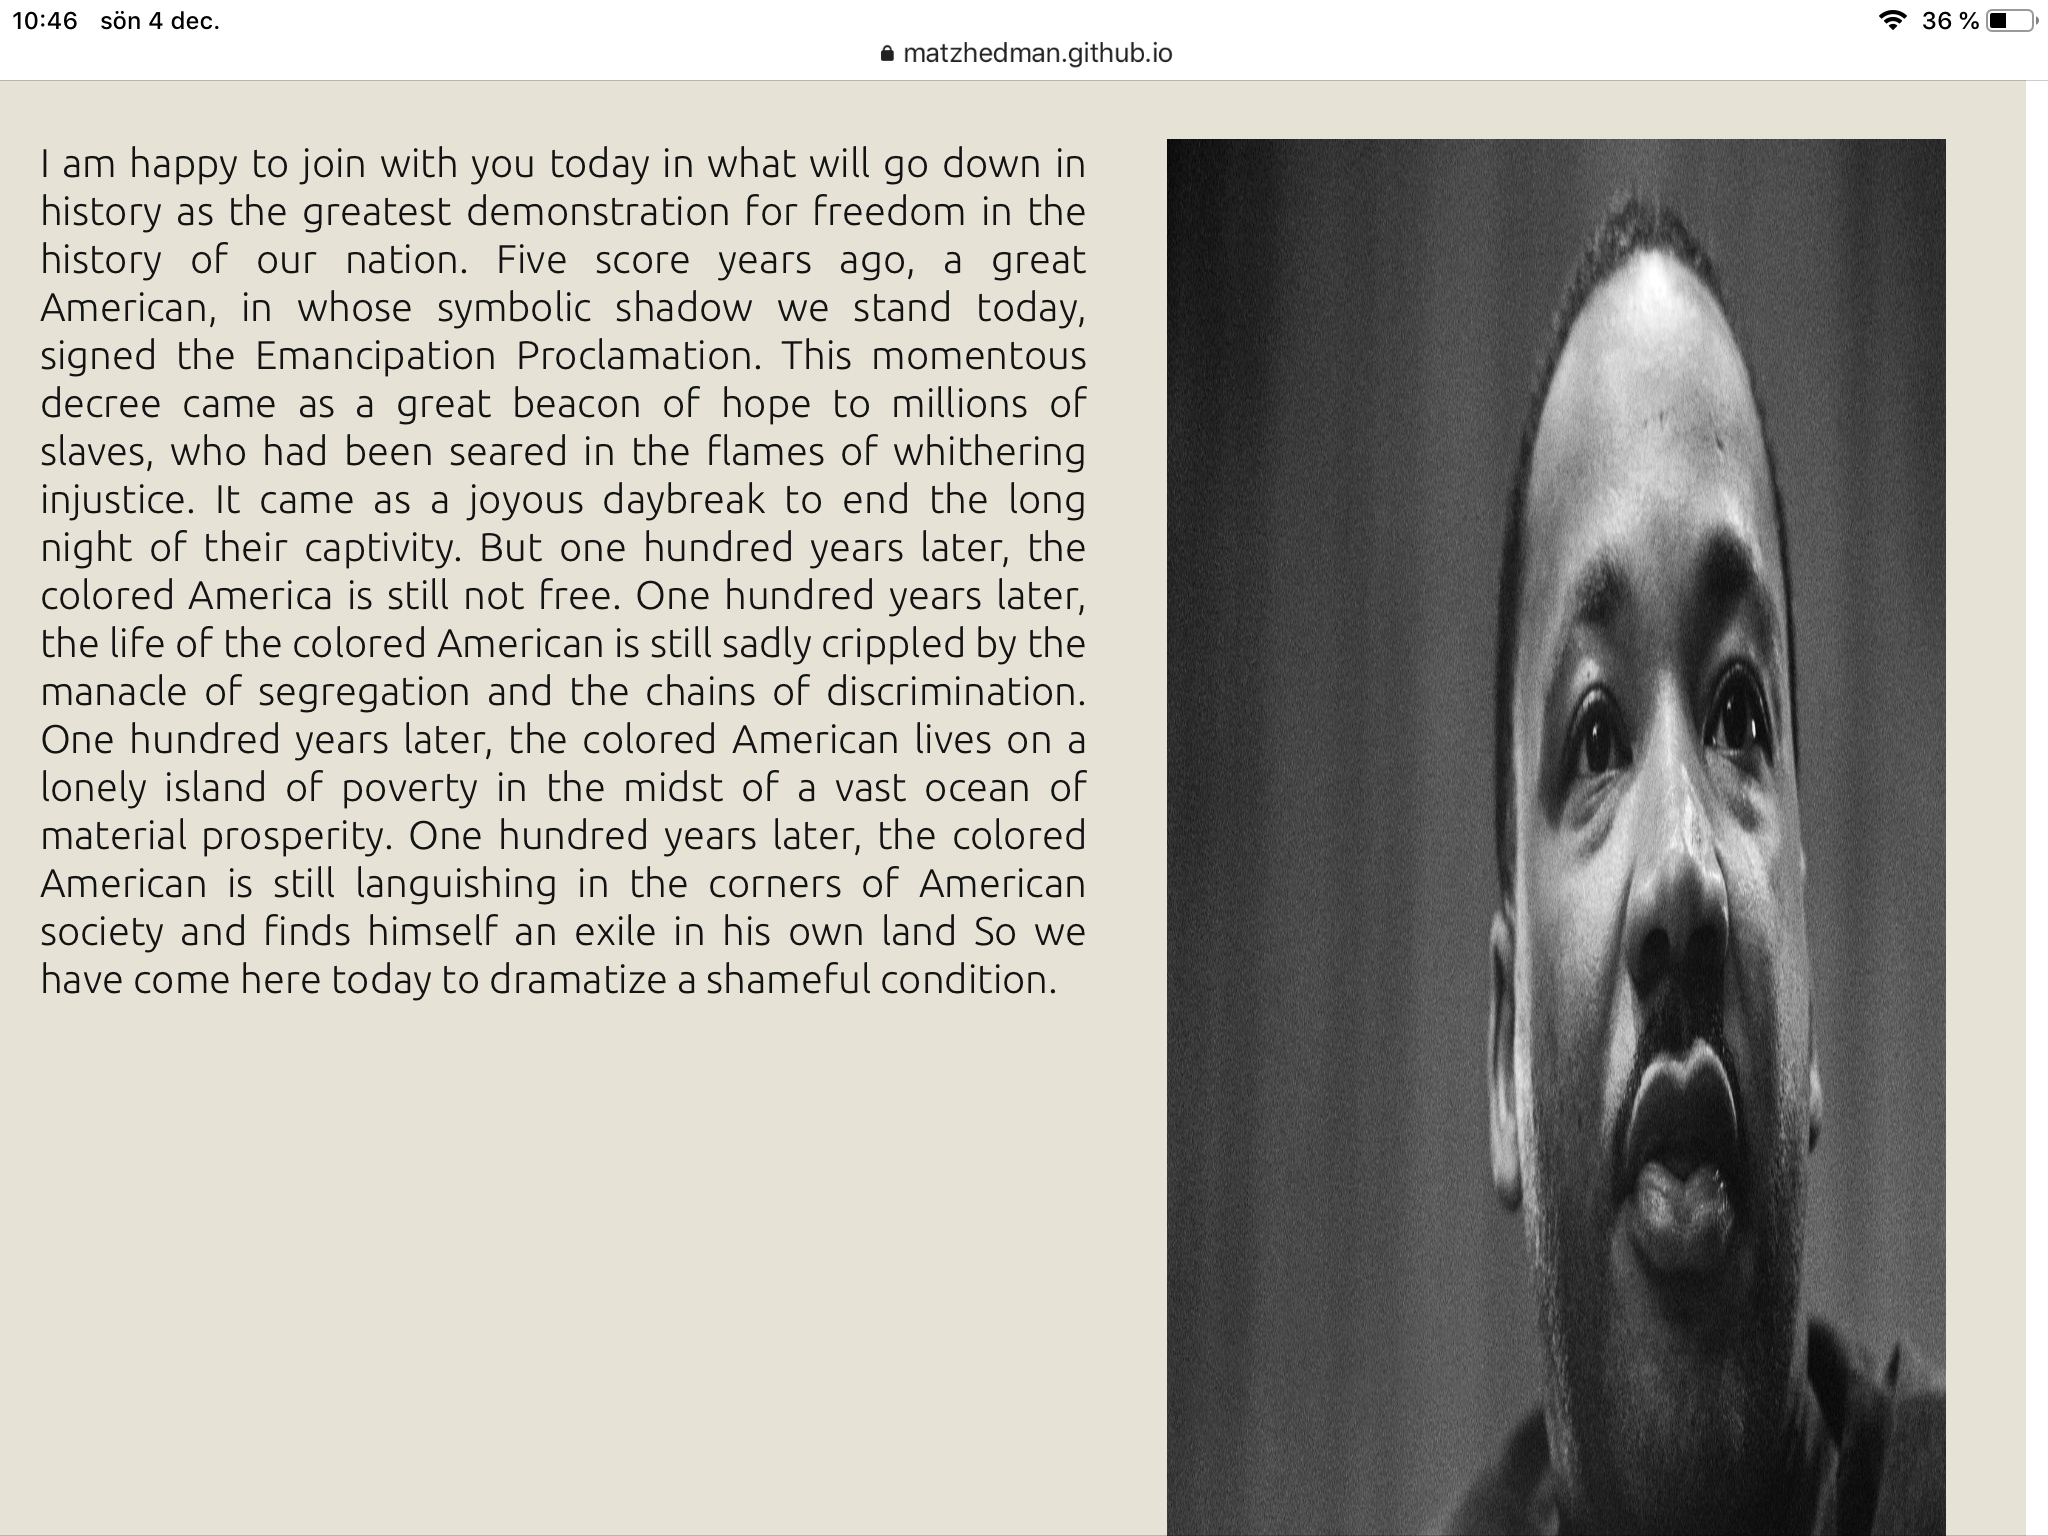 10:46 sön 4 dec.
36 %
matzhedman.github.io
I am happy to join with you today in what will go down in
history as the greatest demonstration for freedom in the
history of our nation. Five score years ago, a great
American, in whose symbolic shadow we stand today,
signed the Emancipation Proclamation. This momentous
decree came as a great beacon of hope to millions of
slaves, who had been seared in the flames of whithering
injustice. It came as a joyous daybreak to end the long
night of their captivity. But one hundred years later, the
colored America is still not free. One hundred years later,
the life of the colored American is still sadly crippled by the
manacle of segregation and the chains of discrimination.
One hundred years later, the colored American lives on a
lonely island of poverty in the midst of a vast ocean of
material prosperity. One hundred years later, the colored
American is still languishing in the corners of American
society and finds himself an exile in his own land So we
have come here today to dramatize a shameful condition.